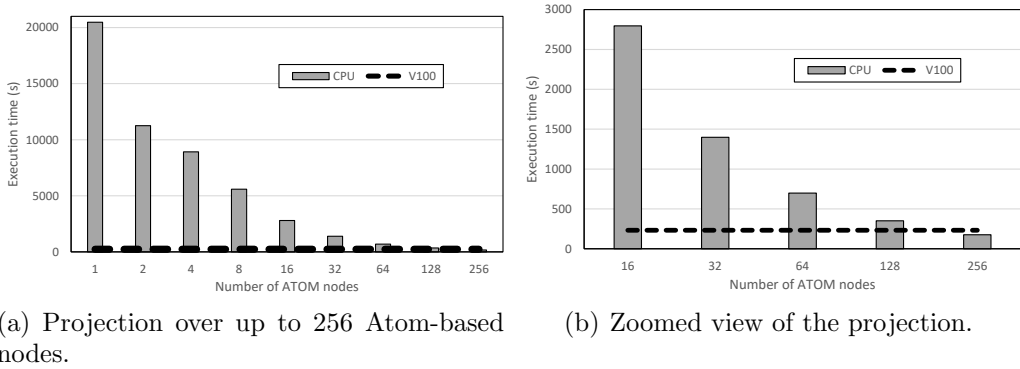 20000
15000
10000
5000
0
Execution time (s)
CPU V100
1 2 4 8 16 32 64 128 256
Number of ATOM nodes
(a) Projection over up to 256 Atom-based
nodes.
3000
2500
2000
1500
1000
500
0
Execution time (s)
CPU V100
16 32 64 128 256
Number of ATOM nodes
(b) Zoomed view of the projection.